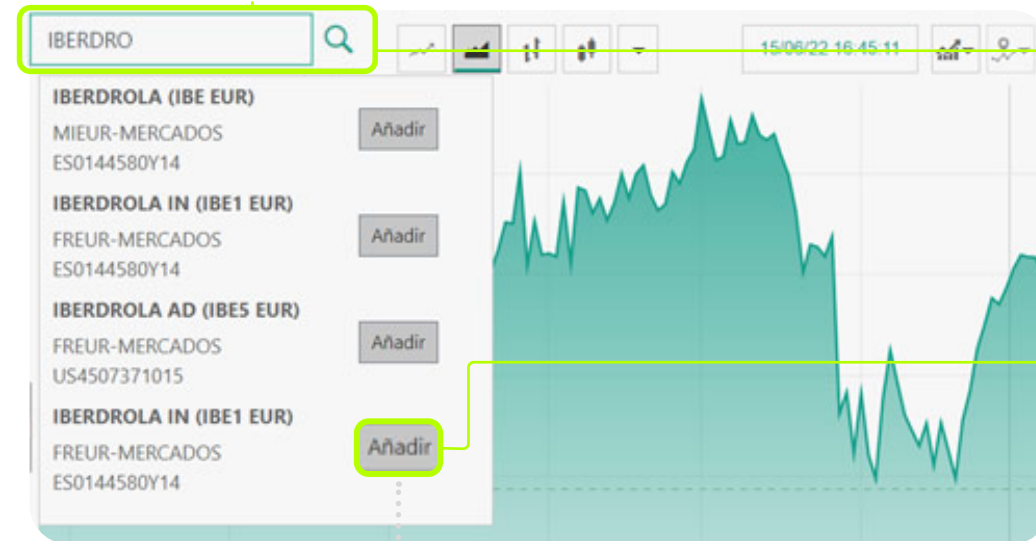 IBERDRO
15/06/22 16:45:11
IBERDROLA (IBE EUR)
MIEUR-MERCADOS
Añadir
ES0144580Y14
IBERDROLA IN (IBE1 EUR)
FREUR-MERCADOS
Añadir
ES0144580Y14
IBERDROLA AD (IBE5 EUR)
FREUR-MERCADOS
Añadir
US4507371015
IBERDROLA IN (IBE1 EUR)
FREUR-MERCADOS
Añadir
ES0144580Y14